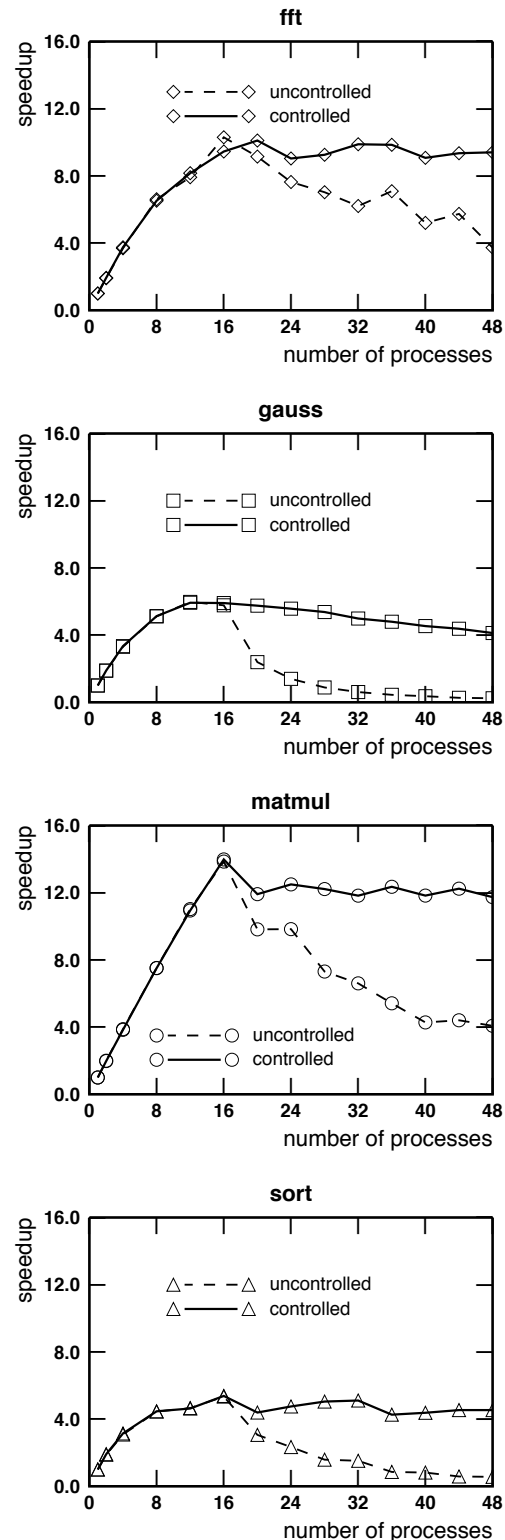 fft
speedup
16.0
12.0
8.0
4.0
0.0
uncontrolled
controlled
0 8 16 24 32 40 48
number of processes
gauss
speedup
16.0
12.0
8.0
4.0
0.0
uncontrolled
controlled
0 8 16 24 32 40 48
number of processes
matmul
speedup
16.0
12.0
8.0
4.0
0.0
uncontrolled
controlled
0 8 16 24 32 40 48
number of processes
sort
speedup
16.0
12.0
8.0
4.0
0.0
uncontrolled
controlled
0 8 16 24 32 40 48
number of processes